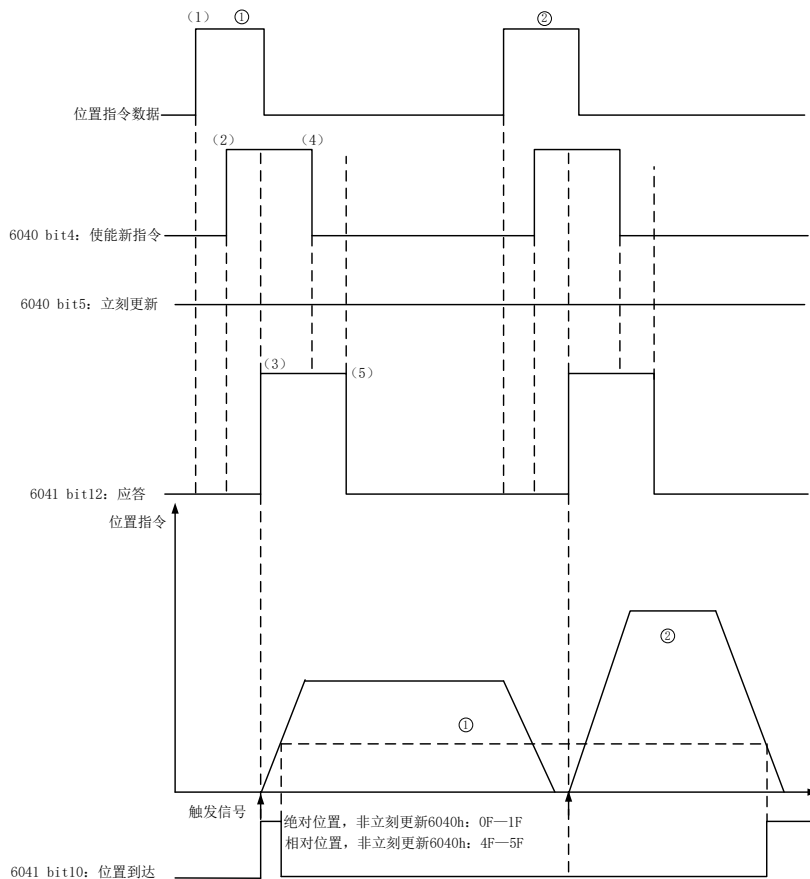 （1）
①
②
位置指令数据
（2）
（4）
6040 bit4：使能新指令
6040 bit5：立刻更新
（3）
（5）
6041 bit12：应答
位置指令
②
①
触发信号
绝对位置，非立刻更新6040h：0F—1F
相对位置，非立刻更新6040h：4F—5F
6041 bit10：位置到达